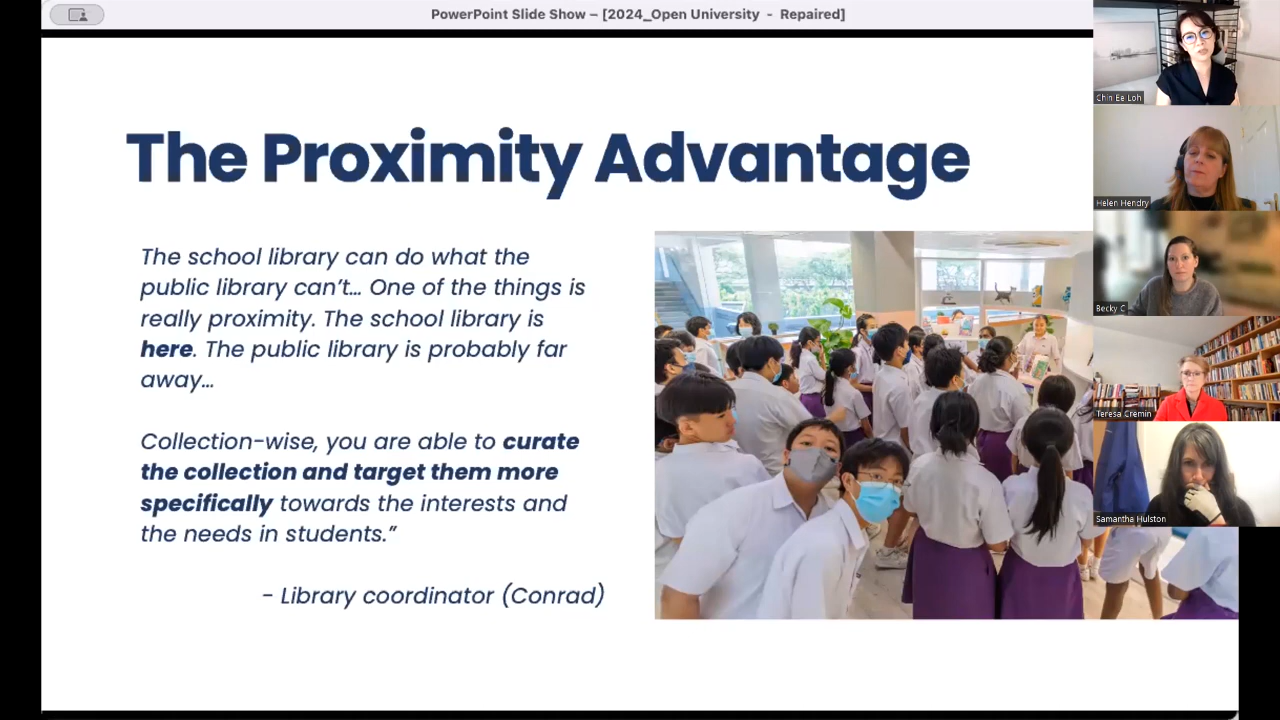 PowerPoint Slide Show – [2024_Open University - Repaired]
The Proximity Advantage
The school library can do what the
public library can't... One of the things is
really proximity. The school library is
here. The public library is probably far
away...
Collection-wise, you are able to curate
the collection and target them more
specifically towards the interests and
the needs in students.”
- Library coordinator (Conrad)
Chin Ee Loh
Helen Hendry
Becky C
Teresa Cremin
Samantha Hulston